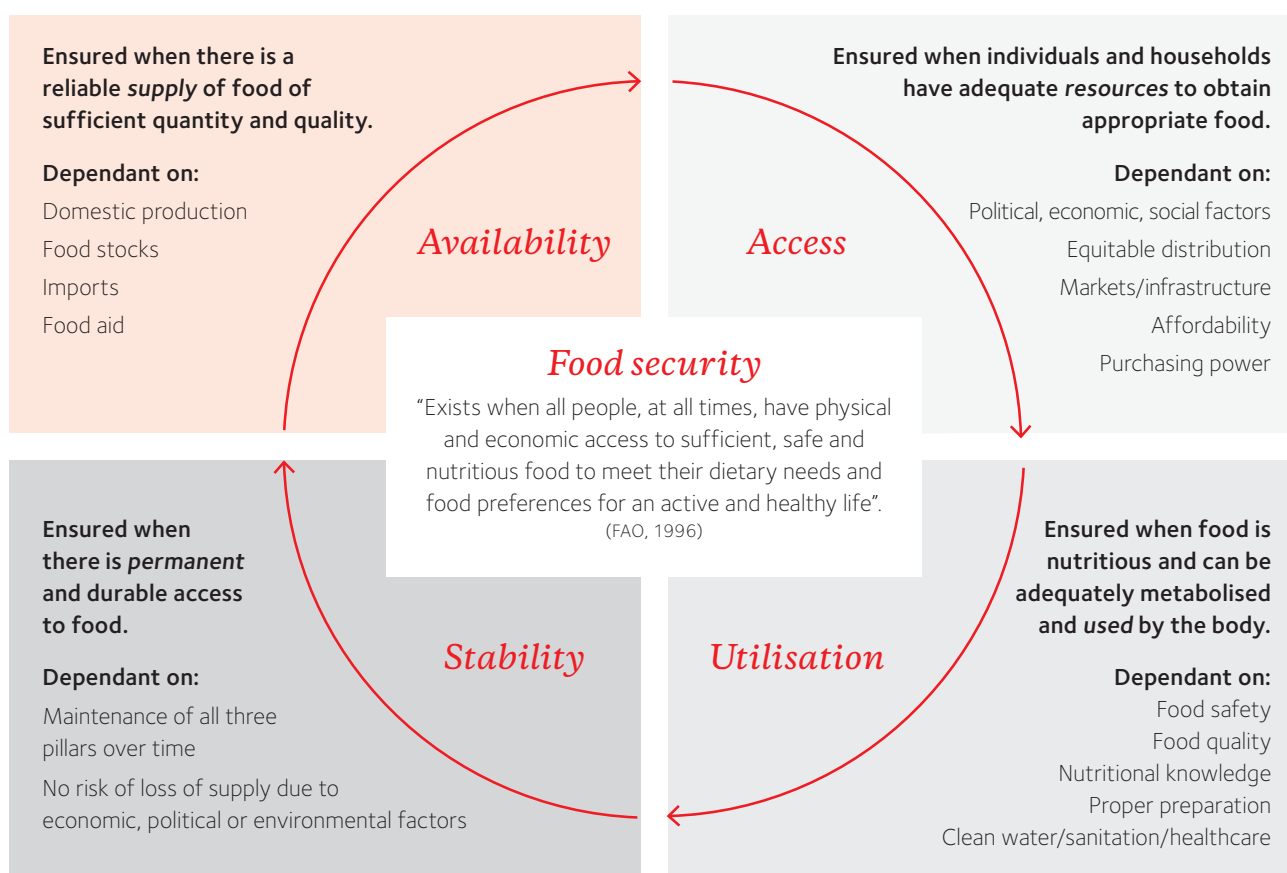 Ensured when there is a
reliable supply of food of
sufficient quantity and quality.
Dependant on:
Domestic production
Food stocks
Imports
Food aid
Availability
Ensured when individuals and households
have adequate resources to obtain
appropriate food.
Dependant on:
Political, economic, social factors
Equitable distribution
Markets/infrastructure
Affordability
Purchasing power
Access
Food security
“Exists when all people, at all times, have physical
and economic access to sufficient, safe and
nutritious food to meet their dietary needs and
food preferences for an active and healthy life”.
(FAO, 1996)
Ensured when
there is permanent
and durable access
to food.
Dependant on:
Maintenance of all three
pillars over time
No risk of loss of supply due to
economic, political or environmental factors
Stability
Ensured when food is
nutritious and can be
adequately metabolised
and used by the body.
Dependant on:
Food safety
Food quality
Nutritional knowledge
Proper preparation
Clean water/sanitation/healthcare
Utilisation